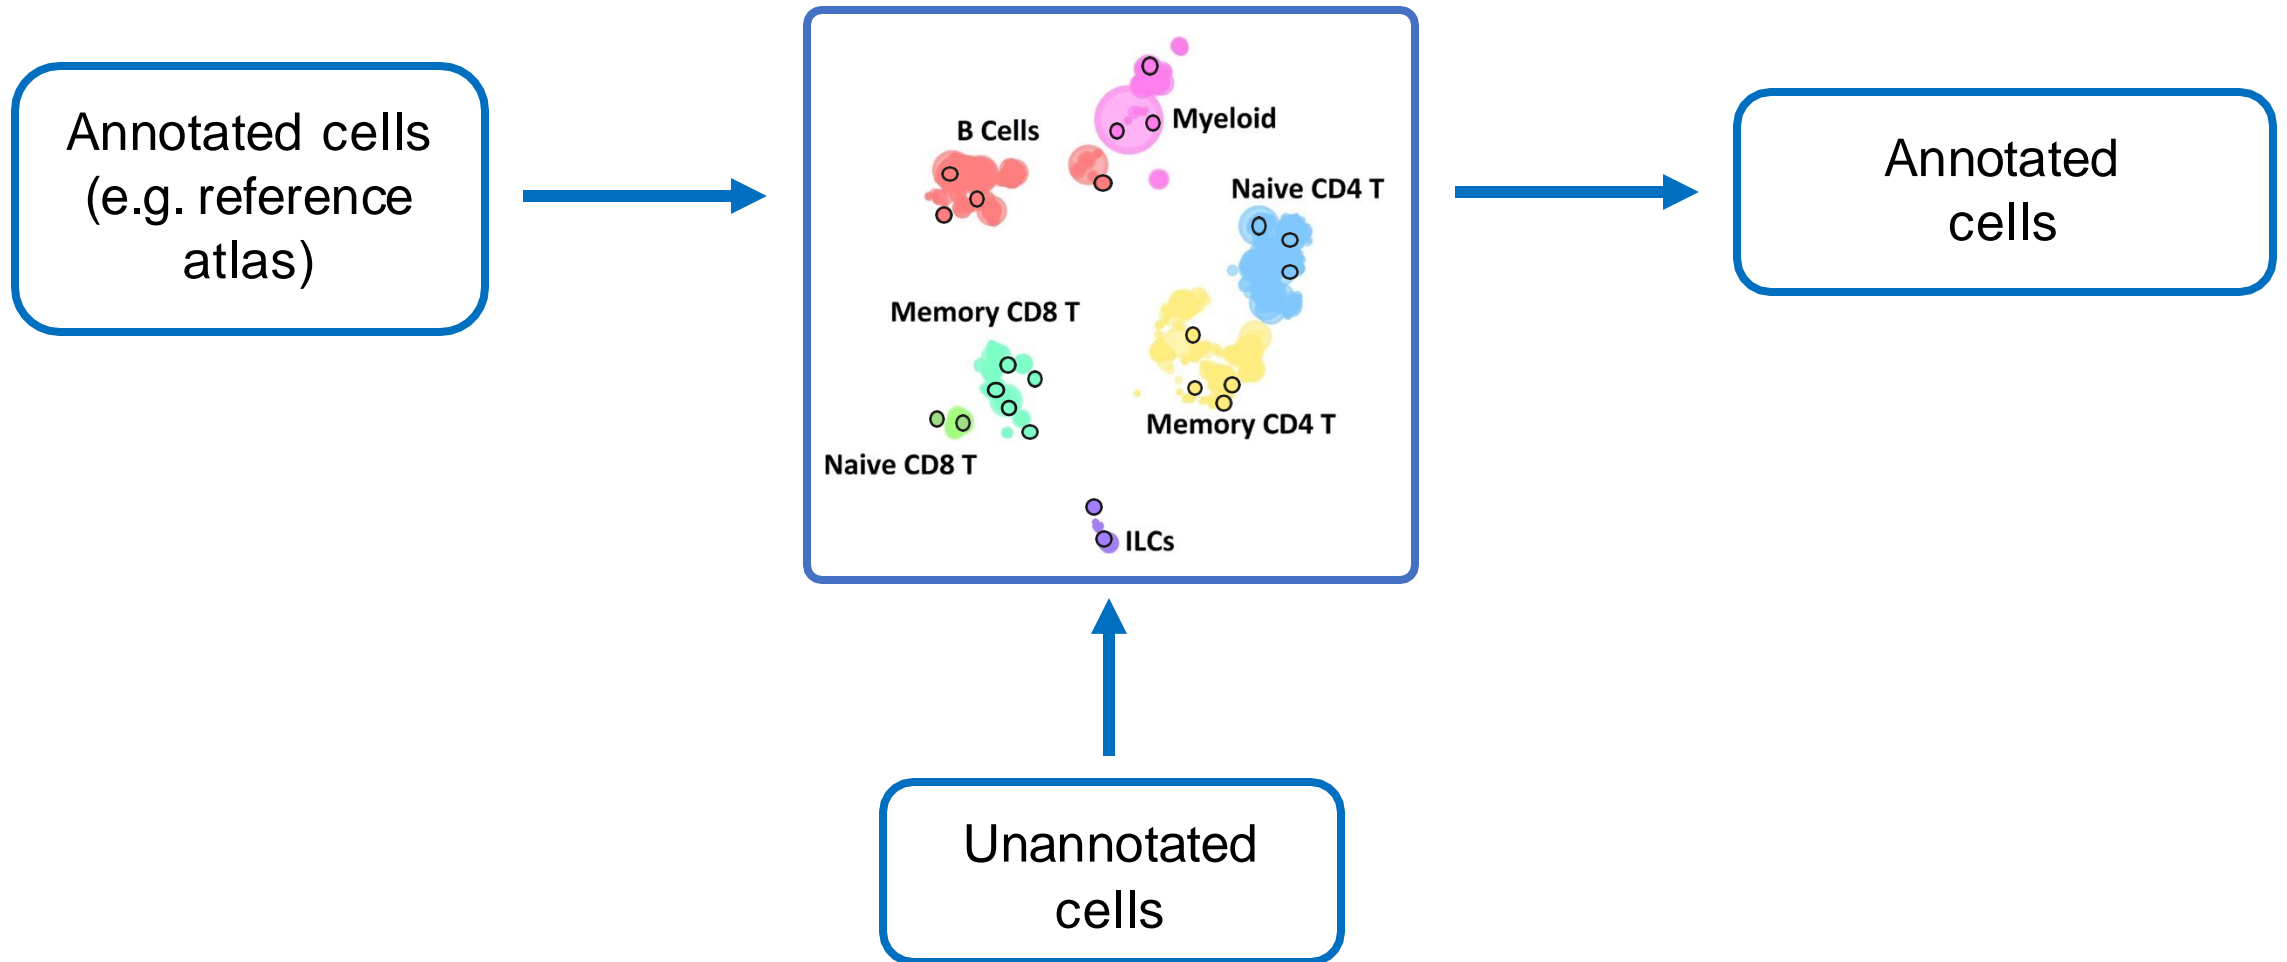 Annotated cells
(e.g. reference
atlas)
B Cells
Myeloid
Naive CD4 T
Memory CD8 T
Memory CD4 T
Naive CD8 T
ILCs
Annotated
cells
Unannotated
cells